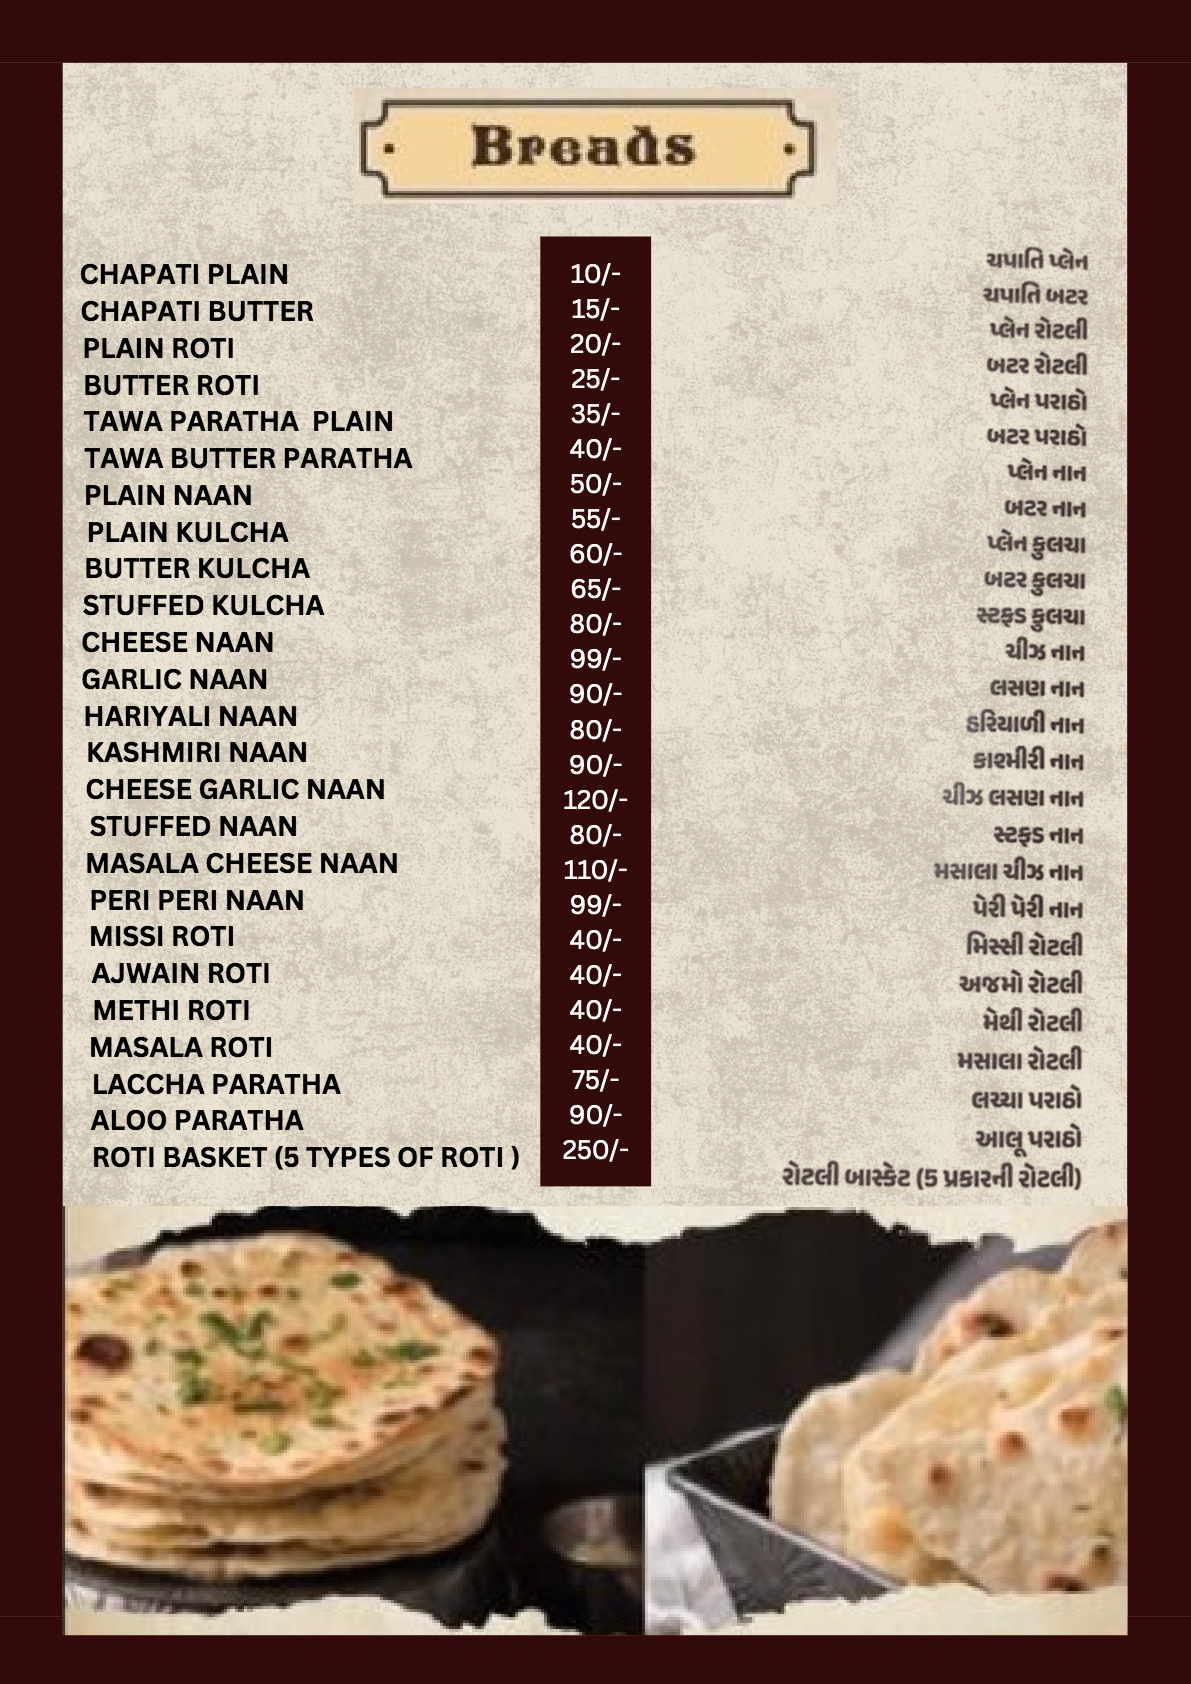 Breads
CHAPATI PLAIN
CHAPATI BUTTER
PLAIN ROTI
BUTTER ROTI
TAWA PARATHA  PLAIN
TAWA BUTTER PARATHA
PLAIN NAAN
PLAIN KULCHA
BUTTER KULCHA
STUFFED KULCHA
CHEESE NAAN
GARLIC NAAN
HARIYALI NAAN
KASHMIRI NAAN
CHEESE GARLIC NAAN
STUFFED NAAN
MASALA CHEESE NAAN
PERI PERI NAAN
MISSI ROTI
AJWAIN ROTI
METHI ROTI
MASALA ROTI
LACCHA PARATHA
ALOO PARATHA
ROTI BASKET (5 TYPES OF ROTI )
10/-
15/-
20/-
25/-
35/-
40/-
50/-
55/-
60/-
65/-
80/-
99/-
90/-
80/-
90/-
120/-
80/-
110/-
99/-
40/-
40/-
40/-
40/-
75/-
90/-
250/-
ચપાતિ પ્લેન
ચપાતિ બટર
પ્લેન રોટલી
બટર રોટલી
પ્લેન પરાઠો
બટર પરાઠો
પ્લેન નાન
બટર નાન
પ્લેન કુલચા
બટર કુલચા
સ્ટફડ કુલચા
ચીઝ નાન
લસણ નાન
હરિયાળી નાન
કાશ્મીરી નાન
ચીઝ લસણ નાન
સ્ટફડ નાન
મસાલા ચીઝ નાન
પેરી પેરી નાન
મિસ્સી રોટલી
અજમો રોટલી
મેથી રોટલી
મસાલા રોટલી
લચ્ચા પરાઠો
આલૂ પરાઠો
રોટલી બાસ્કેટ (5 પ્રકારની રોટલી)